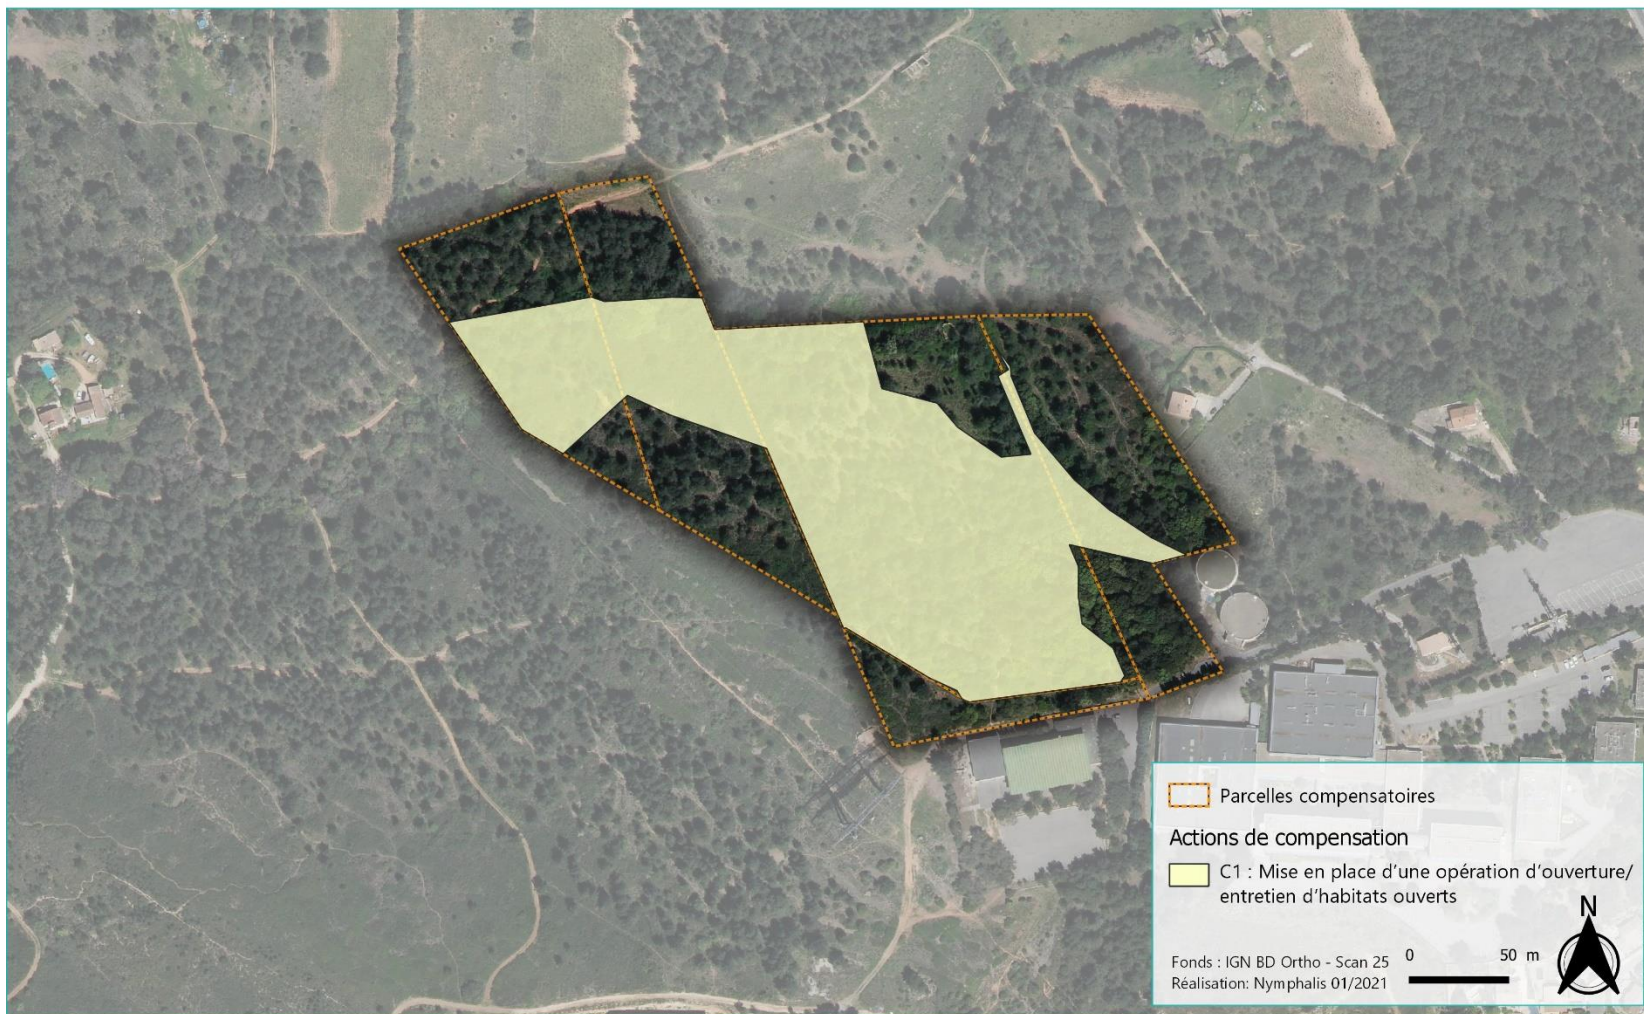 Parcelles compensatoires
Actions de compensation
C1 : Mise en place d'une opération d'ouverture/
entretien d'habitats ouverts
N
0 50 m
Fonds : IGN BD Ortho - Scan 25
Réalisation: Nymphalis 01/2021